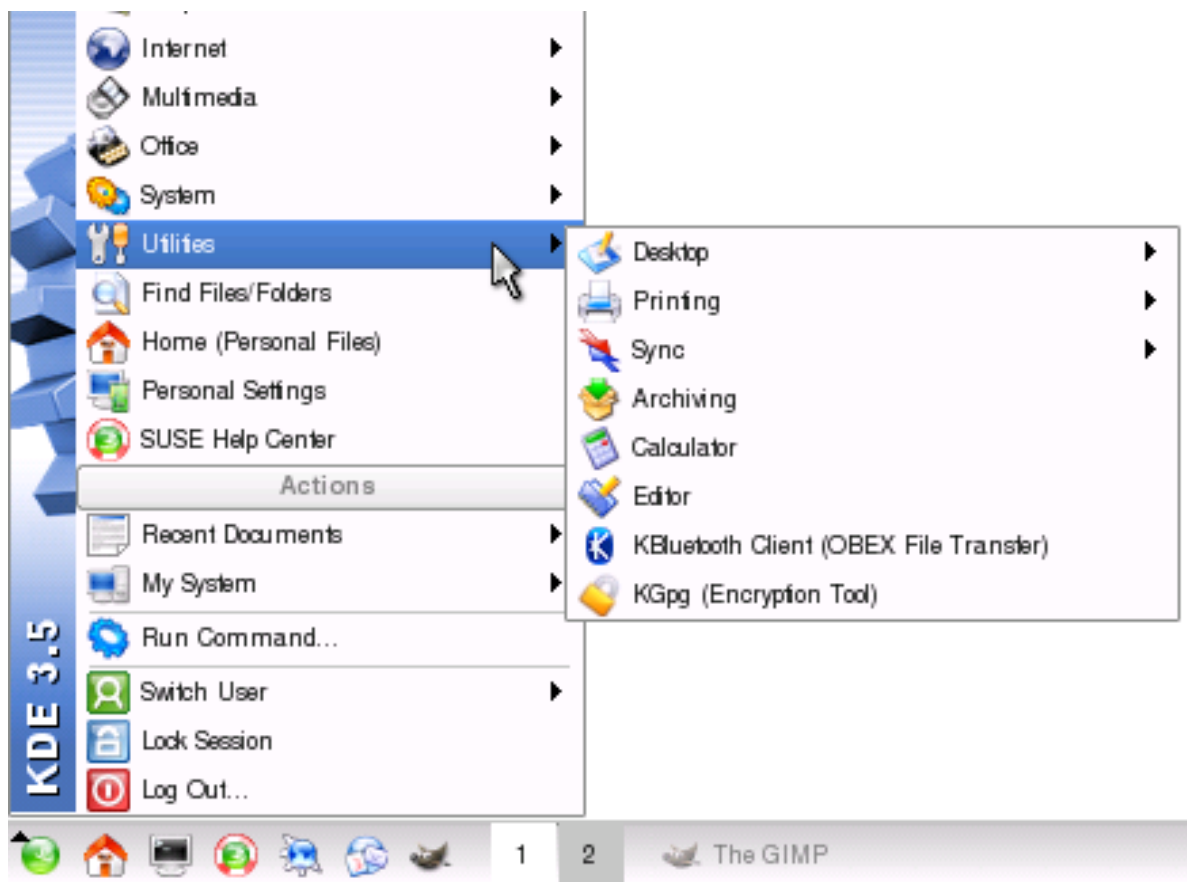 Internet
Multimedia
Office
System
Utilities
Find Files/Folders
Home (Personal Files)
Personal Settings
SUSE Help Center
Actions
Recent Documents
My System
Run Command...
Switch User
Lock Session
Log Out...
KDE 3.5
Desktop
Printing
Sync
Archiving
Calculator
Editor
KBluetooth Client (OBEX File Transfer)
KGpg (Encryption Tool)
1
2
The GIMP